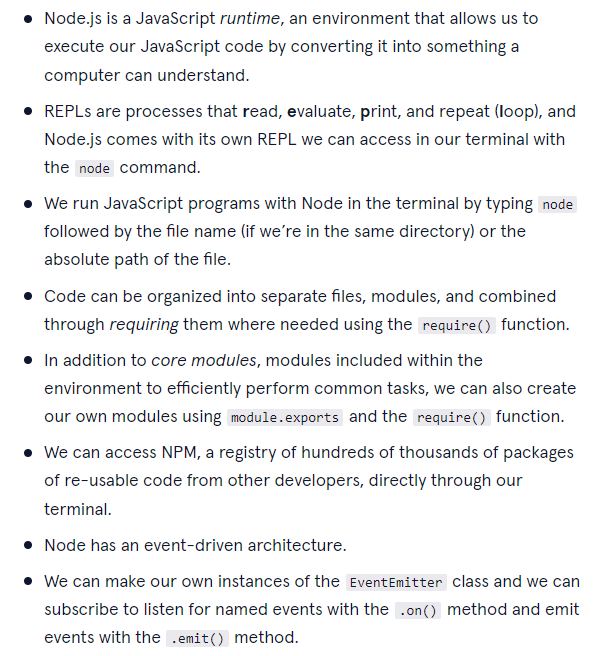 Node.js is a JavaScript runtime, an environment that allows us to
execute our JavaScript code by converting it into something a
computer can understand.
REPLs are processes that read, evaluate, print, and repeat (loop), and
Node.js comes with its own REPL we can access in our terminal with
the node command.
We run JavaScript programs with Node in the terminal by typing node
followed by the file name (if we’re in the same directory) or the
absolute path of the file.
Code can be organized into separate files, modules, and combined
through requiring them where needed using the require() function.
In addition to core modules, modules included within the
environment to efficiently perform common tasks, we can also create
our own modules using module.exports and the require() function.
We can access NPM, a registry of hundreds of thousands of packages
of re-usable code from other developers, directly through our
terminal.
Node has an event-driven architecture.
We can make our own instances of the EventEmitter class and we can
subscribe to listen for named events with the .on() method and emit
events with the .emit() method.